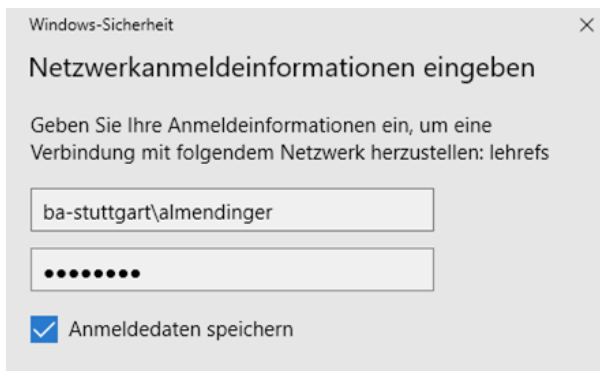 Windows-Sicherheit
Netzwerkanmeldeinformationen eingeben
Geben Sie Ihre Anmeldeinformationen ein, um eine
Verbindung mit folgendem Netzwerk herzustellen: lehrefs
ba-stuttgart\almendinger
●●●●●●●●
Anmeldedaten speichern